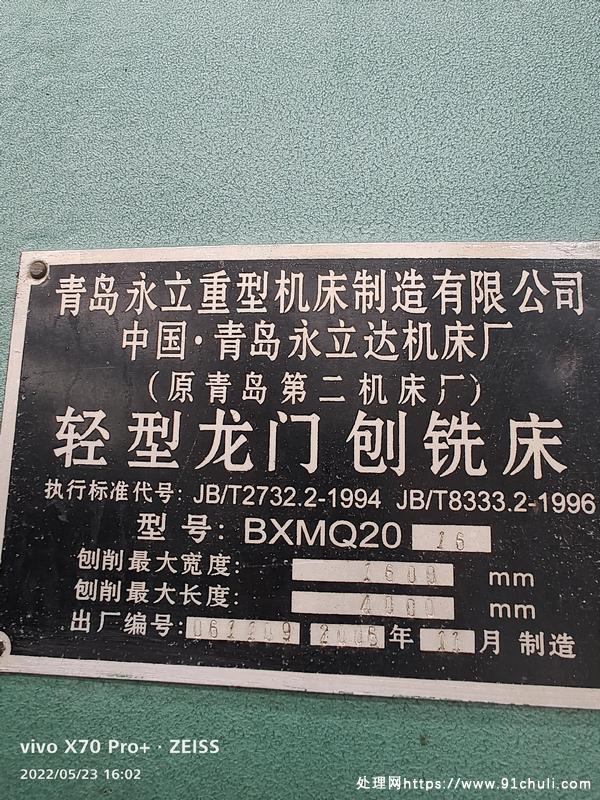 青岛永立重型机床制造有限公司
中国·青岛永立达机床厂
(原青岛第二机床厂)
轻型龙门刨铣床
执行标准代号: JB/T2732.2-1994 JB/T8333.2-1996
型号: BXMQ20 16
刨削最大宽度: 1600 mm
刨削最大长度: 4000 mm
出厂编号: 年 11 月 制造
vivo X70 Pro+ · ZEISS
2022/05/23 16:02
处理网https://www.91chuli.com